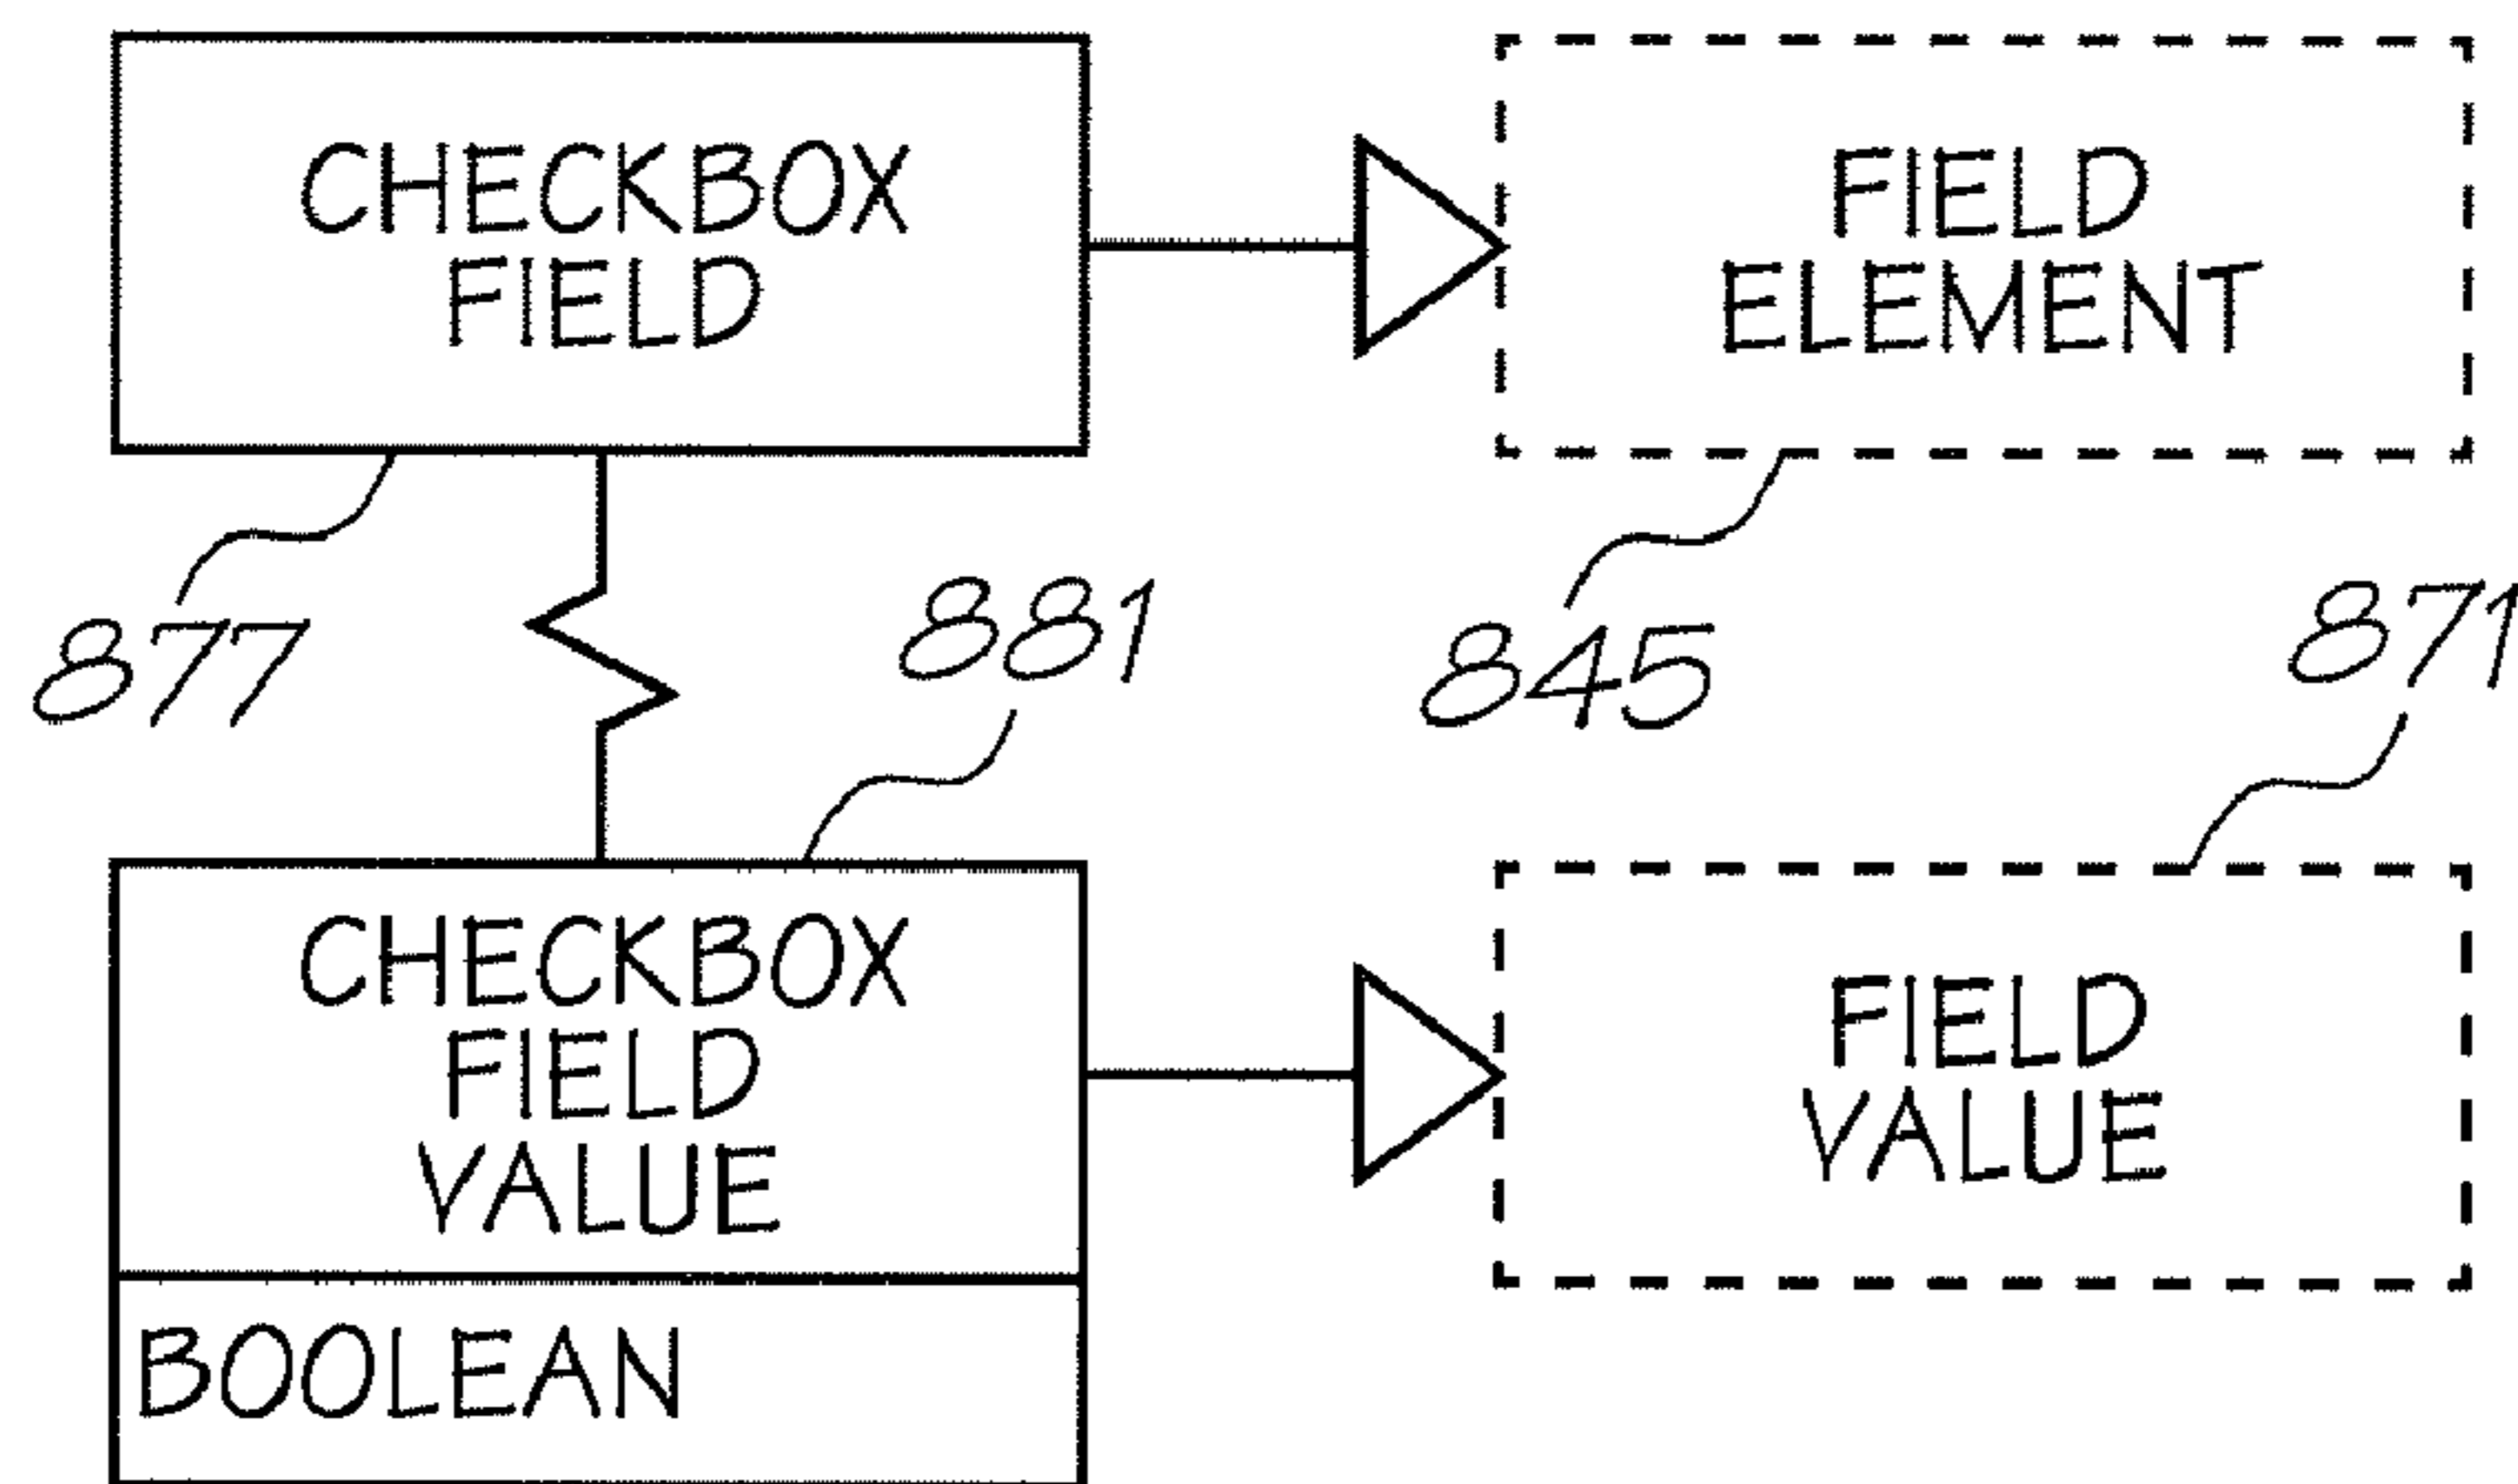 CHECKBOX
FIELD
FIELD
ELEMENT
877
881
845
871
CHECKBOX
FIELD
VALUE
FIELD
VALUE
BOOLEAN